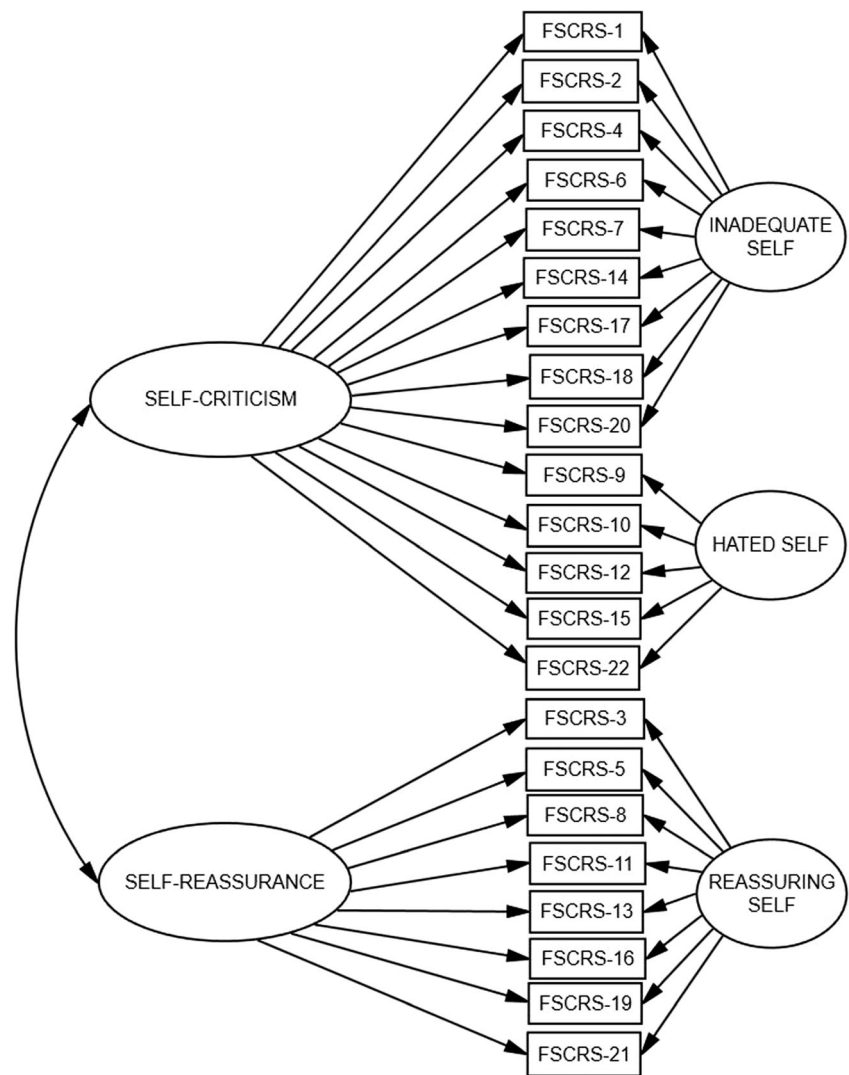 FSCRS-1
FSCRS-2
FSCRS-4
FSCRS-6
FSCRS-7
FSCRS-14
FSCRS-17
FSCRS-18
FSCRS-20
FSCRS-9
FSCRS-10
FSCRS-12
FSCRS-15
FSCRS-22
FSCRS-3
FSCRS-5
FSCRS-8
FSCRS-11
FSCRS-13
FSCRS-16
FSCRS-19
FSCRS-21
SELF-CRITICISM
SELF-REASSURANCE
INADEQUATE
SELF
HATED SELF
REASSURING
SELF